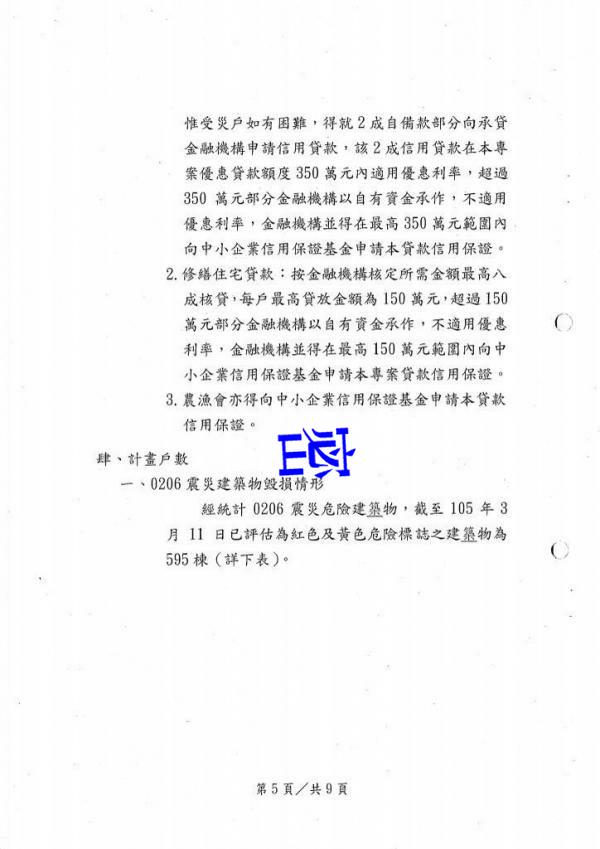 惟受災戶如有困難，得就2成自備款部分向承貸
金融機構申請信用貸款，該2成信用貸款在本專
案優惠貸款額度350萬元內適用優惠利率，超過
350 萬元部分金融機構以自有資金承作，不適用
優惠利率，金融機構並得在最高350萬元範圍內
向中小企業信用保證基金申請本貸款信用保證。
2.修繕住宅貸款：按金融機構核定所需金額最高八
成核貸，每戶最高貸放金額為150萬元，超過150
萬元部分金融機構以自有資金承作，不適用優惠
利率，金融機構並得在最高150萬元範圍內向中
小企業信用保證基金申請本專案貸款信用保證。
3.農漁會亦得向中小企業信用保證基金申請本貸款
信用保證。
肆、計畫戶數
一、0206震災建築物毀損情形
經統計 0206 震災危險建築物，截至 105 年 3
月 11 日已評估為紅色及黃色危險標誌之建築物為
595棟（詳下表）。
第5頁／共9頁